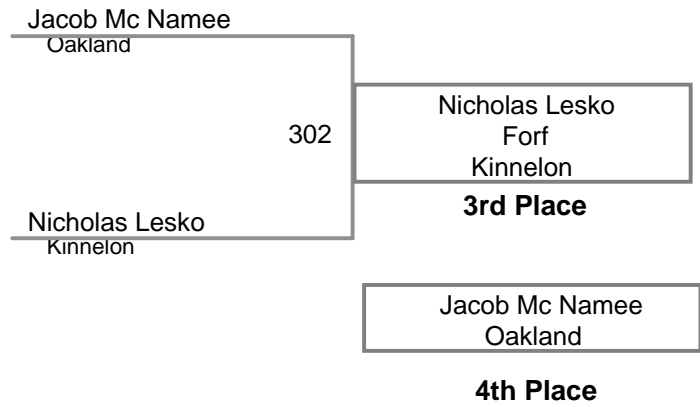 Jacob Mc Namee
Oakland
302
Nicholas Lesko
Forf
Kinnelon
3rd Place
Nicholas Lesko
Kinnelon
Jacob Mc Namee
Oakland
4th Place